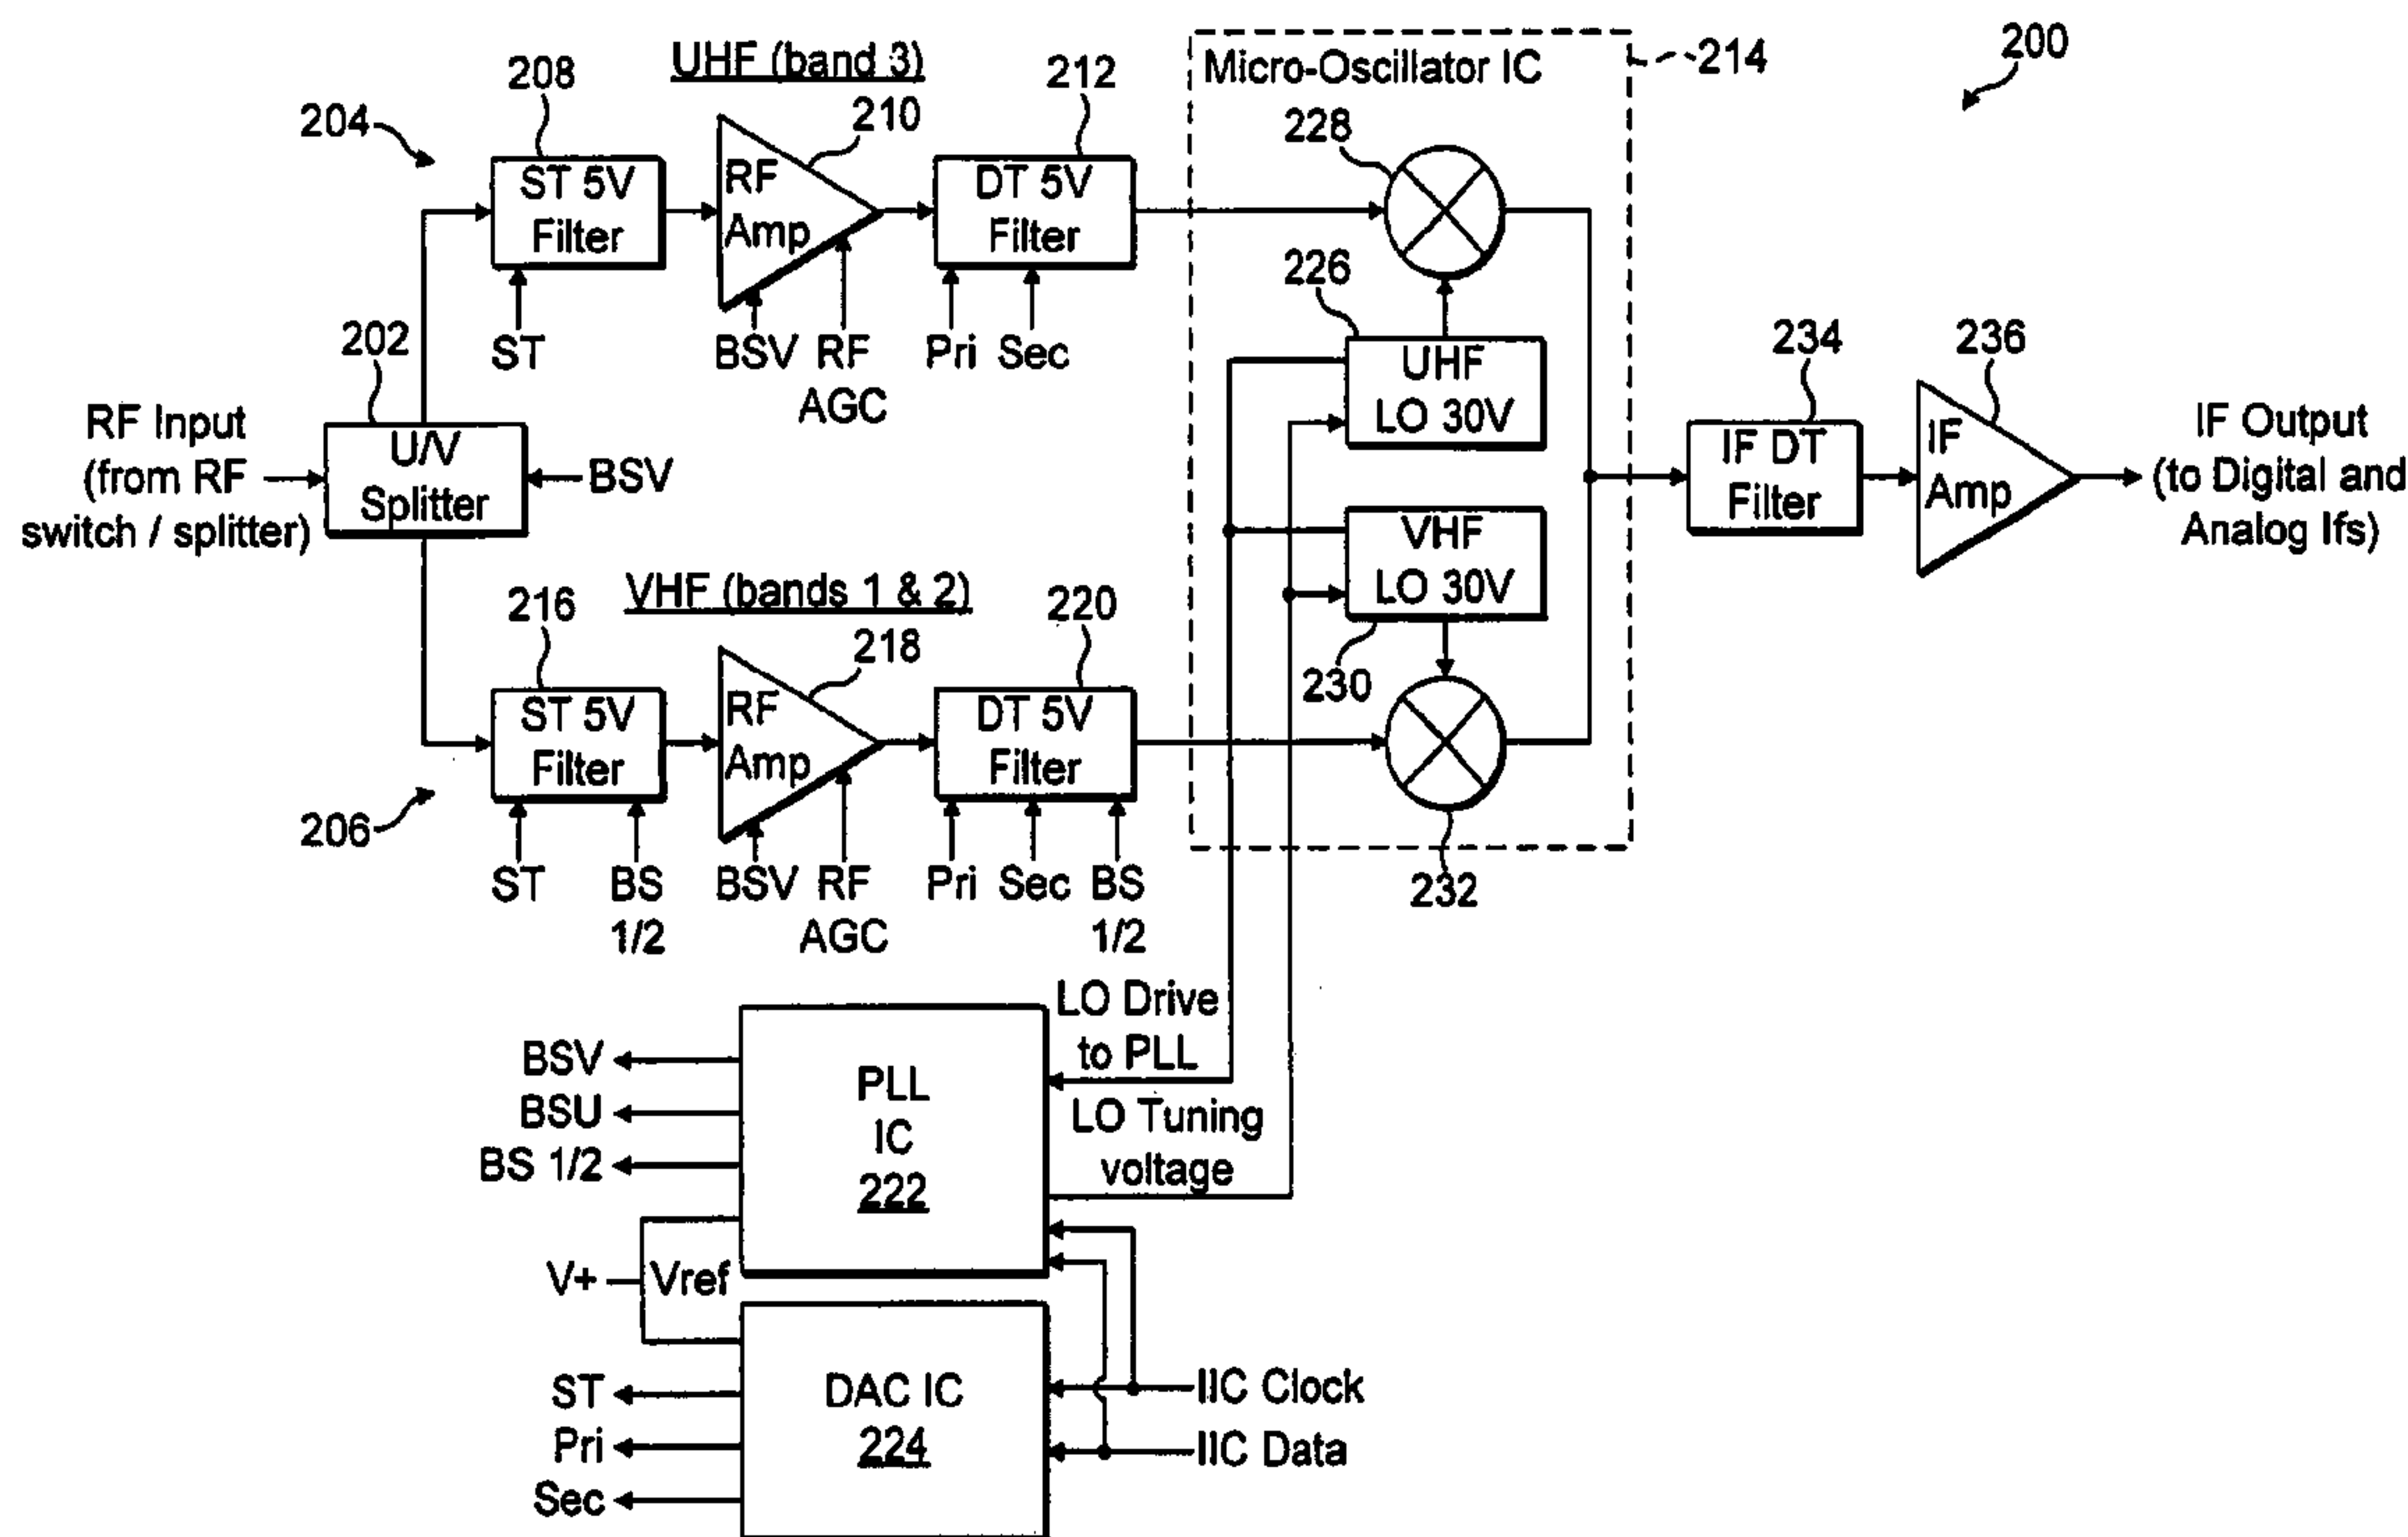 UHF (band 3)
208
210
212
204
ST 5V
Filter
RF
Amp
DT 5V
Filter
ST
BSV
RF
AGC
Pri
Sec
Micro-Oscillator IC
214
200
228
226
UHF
LO 30V
202
RF Input
(from RF
switch / splitter)
U/V
Splitter
BSV
VHF
LO 30V
230
232
234
IF DT
Filter
236
IF
Amp
IF Output
(to Digital and
Analog Ifs)
VHF (bands 1 & 2)
216
218
220
206
ST 5V
Filter
RF
Amp
DT 5V
Filter
ST
BS
1/2
BSV
RF
AGC
Pri
Sec
BS
1/2
LO Drive
to PLL
LO Tuning
voltage
BSV
BSU
BS 1/2
PLL
IC
222
V+
Vref
ST
Pri
Sec
DAC IC
224
IIC Clock
IIC Data